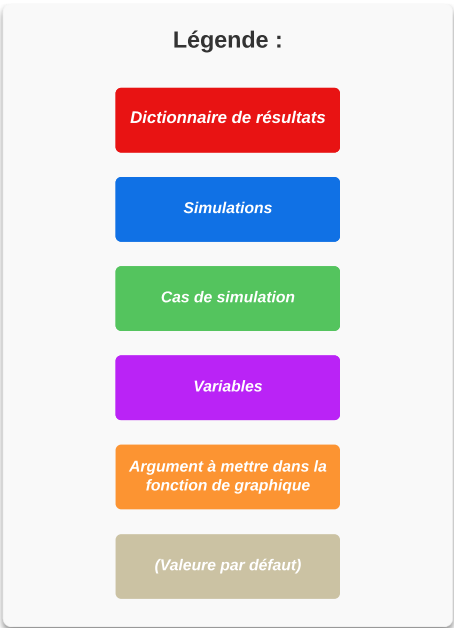 Légende :
Dictionnaire de résultats
Simulations
Cas de simulation
Variables
Argument à mettre dans la
fonction de graphique
(Valeure par défaut)